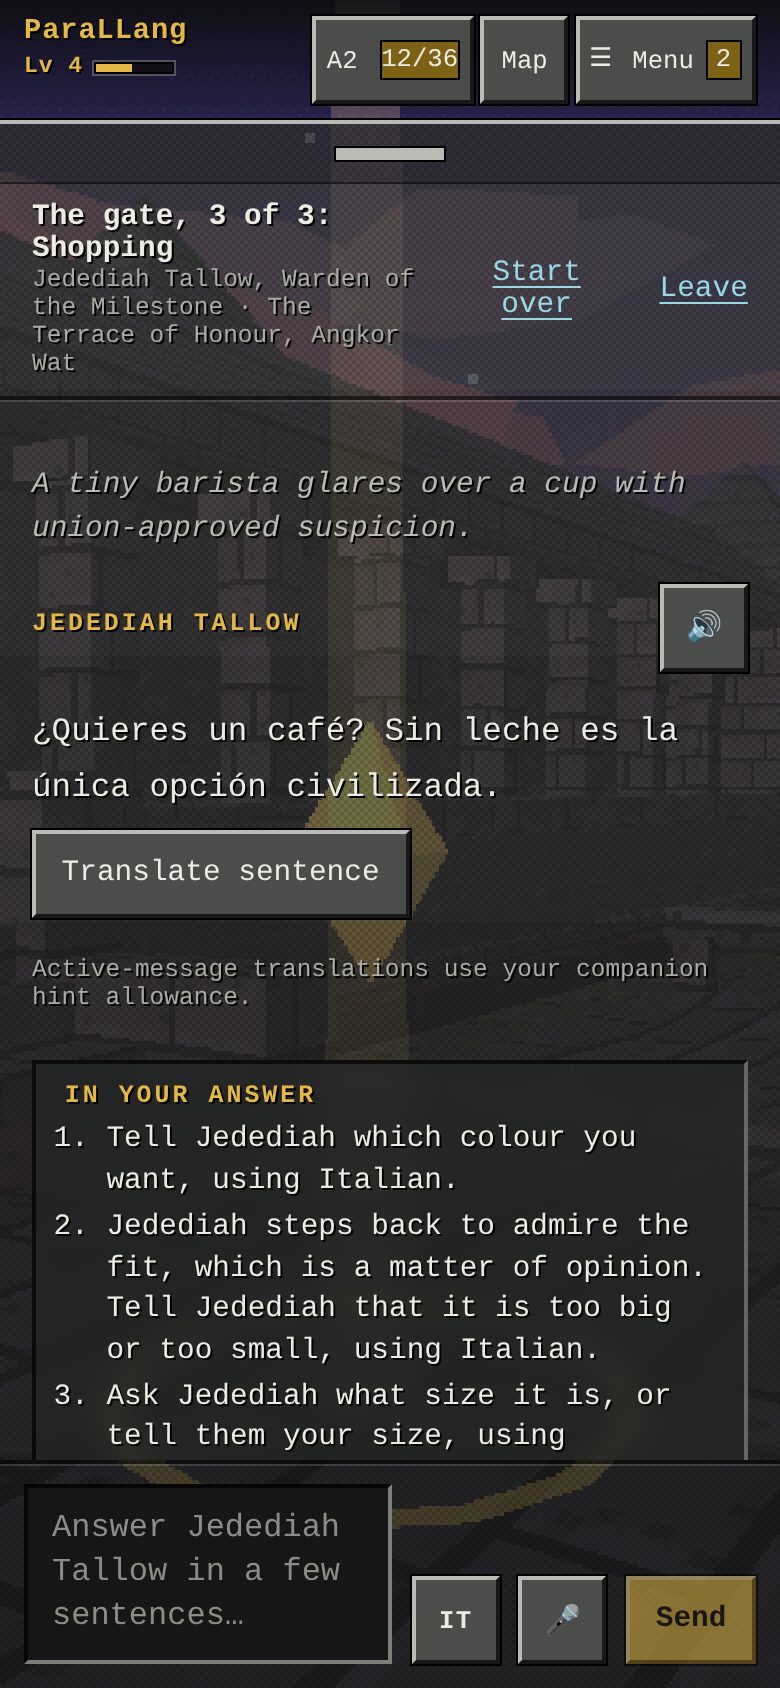 ParaLLang
Lv 4
A2 12/36
Map
☰ Menu 2
The gate, 3 of 3:
Shopping
Jedediah Tallow, Warden of
the Milestone · The
Terrace of Honour, Angkor
Wat
Start
over
Leave
A tiny barista glares over a cup with
union-approved suspicion.
JEDEDIAH TALLOW
¿Quieres un café? Sin leche es la
única opción civilizada.
Translate sentence
Active-message translations use your companion
hint allowance.
IN YOUR ANSWER
1. Tell Jedediah which colour you
want, using Italian.
2. Jedediah steps back to admire the
fit, which is a matter of opinion.
Tell Jedediah that it is too big
or too small, using Italian.
3. Ask Jedediah what size it is, or
tell them your size, using
Answer Jedediah
Tallow in a few
sentences…
IT
Send